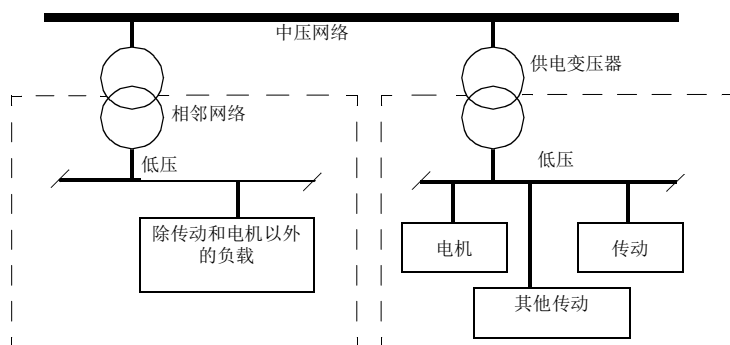 中压网络
供电变压器
相邻网络
低压
低压
除传动和电机以外
的负载
电机
传动
其他传动